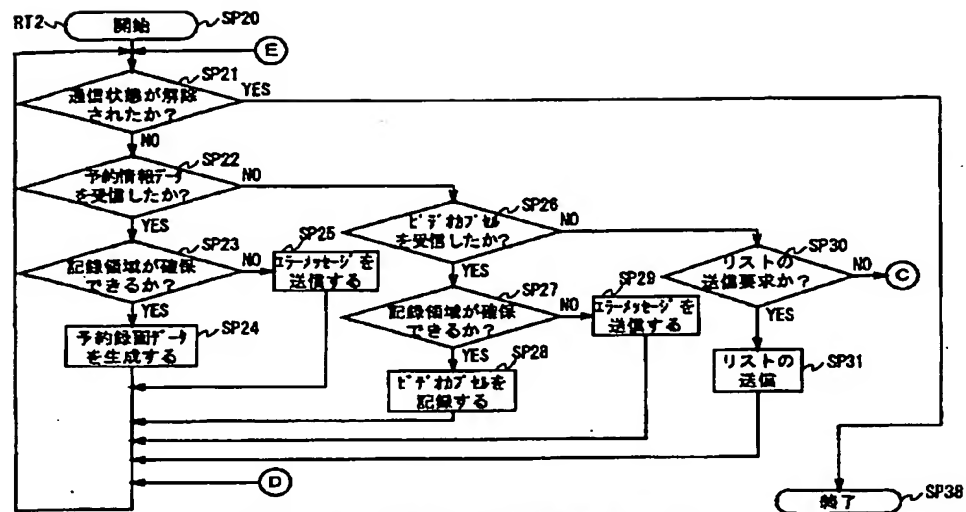 RT2
開始
SP20
E
SP21
通信状態が解除
されたか?
YES
NO
SP22
予約情報データ
を受信したか?
NO
YES
SP23
記録領域が確保
できるか?
NO
YES
SP25
エラーメッセージを
送信する
SP24
予約録画データ
を生成する
SP26
ビデオカプセル
を受信したか?
NO
YES
SP27
記録領域が確保
できるか?
NO
YES
SP29
エラーメッセージを
送信する
SP28
ビデオカプセルを
記録する
SP30
リストの
送信要求か?
NO
C
YES
リストの
送信
SP31
D
終了
SP38